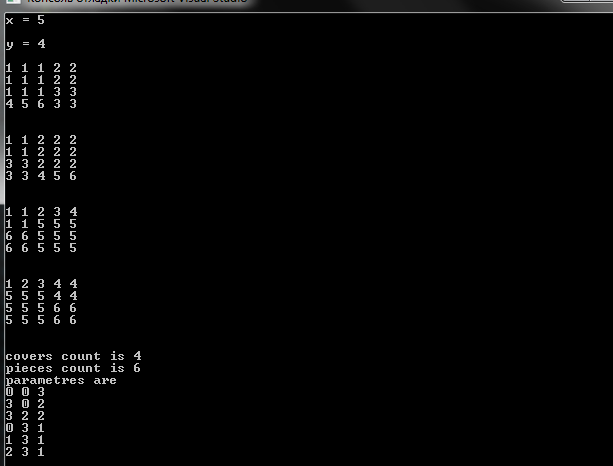 Консоль отладки Microsoft Visual Studio
x = 5
y = 4
1 1 1 2 2
1 1 1 2 2
1 1 1 3 3
4 5 6 3 3
1 1 2 2 2
1 1 2 2 2
3 3 2 2 2
3 3 4 5 6
1 1 2 3 4
1 1 5 5 5
6 6 5 5 5
6 6 5 5 5
1 2 3 4 4
5 5 5 4 4
5 5 5 6 6
5 5 5 6 6
covers count is 4
pieces count is 6
parametres are
0 0 3
3 0 2
3 2 2
0 3 1
1 3 1
2 3 1